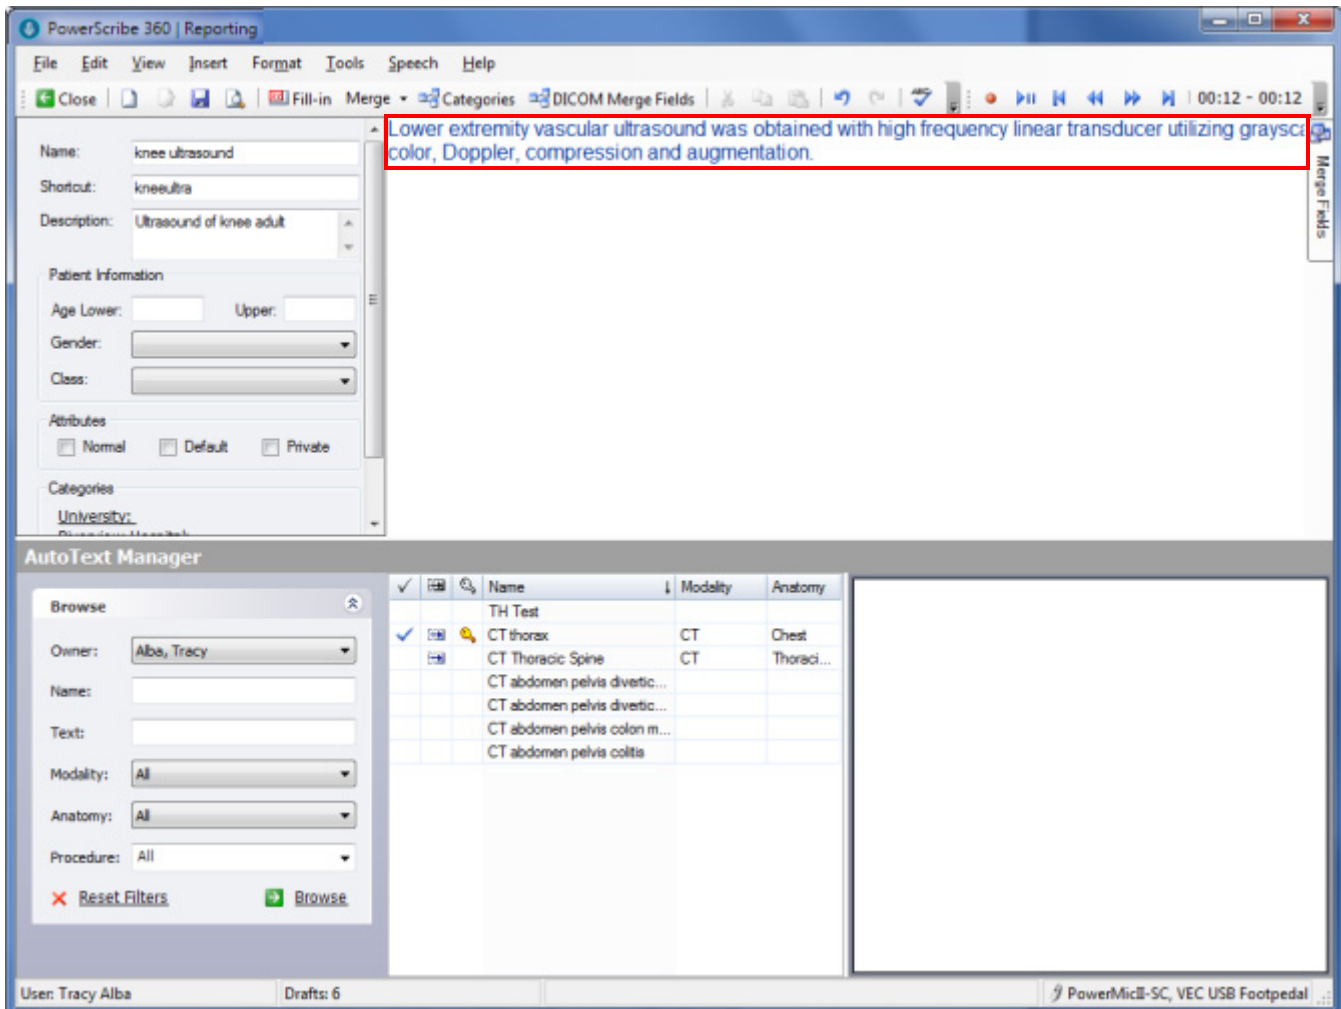 PowerScribe 360 | Reporting
File Edit View Insert Format Tools Speech Help
Close Fill-in Merge Categories DICOM Merge Fields ABC 00:12 - 00:12
Name: knee ultrasound
Shortcut: kneeultra
Description: Ultrasound of knee adult
Patient Information
Age Lower: Upper:
Gender:
Class:
Attributes
Normal Default Private
Categories
University:
Lower extremity vascular ultrasound was obtained with high frequency linear transducer utilizing graysca
color, Doppler, compression and augmentation.
Merge Fields
AutoText Manager
Browse
Owner: Alba, Tracy
Name:
Text:
Modality: All
Anatomy: All
Procedure: All
Reset Filters Browse
Name Modality Anatomy
TH Test
CT thorax CT Chest
CT Thoracic Spine CT Thoraci...
CT abdomen pelvis divertic...
CT abdomen pelvis divertic...
CT abdomen pelvis colon m...
CT abdomen pelvis colitis
User: Tracy Alba Drafts: 6 PowerMicII-SC, VEC USB Footpedal